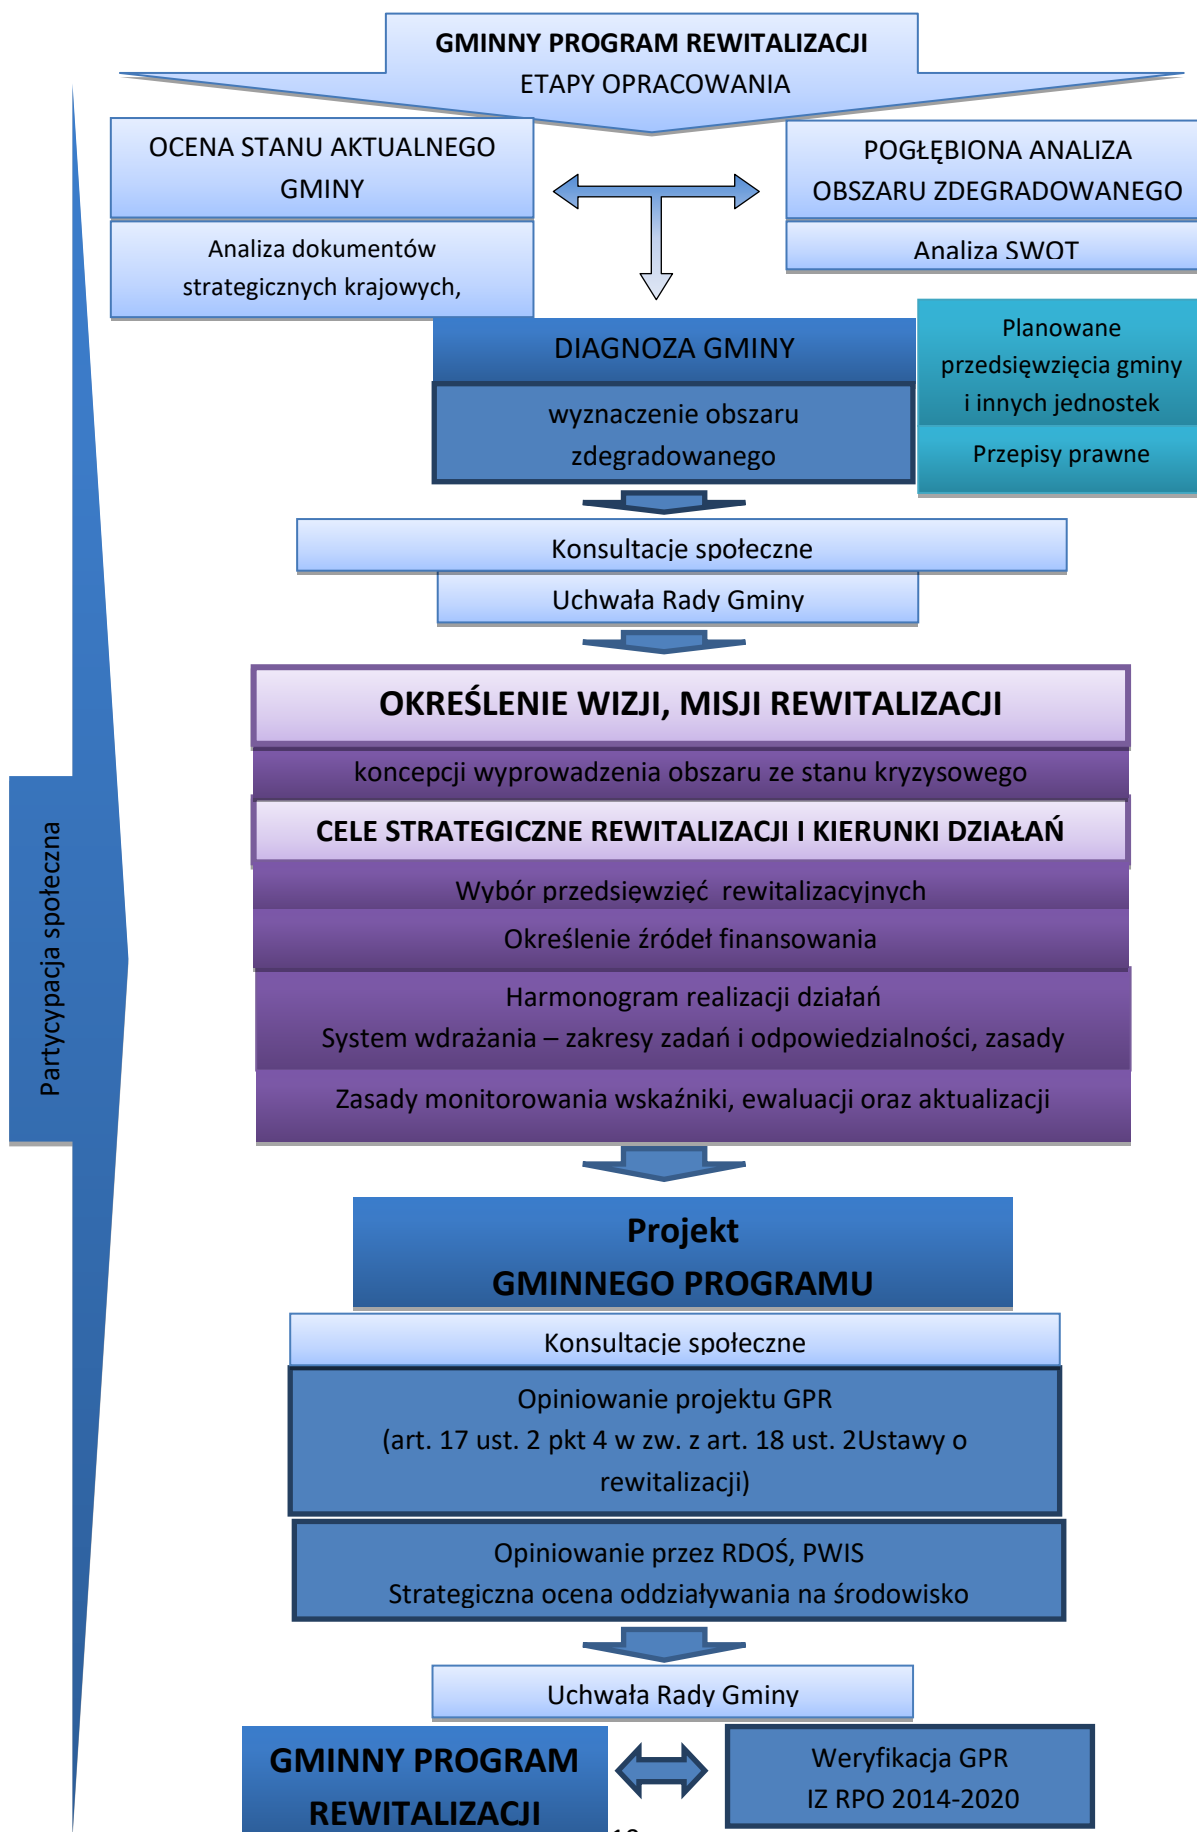 GMINNY PROGRAM REWITALIZACJI
ETAPY OPRACOWANIA
OCENA STANU AKTUALNEGO
GMINY
Analiza dokumentów
strategicznych krajowych,
POGŁĘBIONA ANALIZA
OBSZARU ZDEGRADOWANEGO
Analiza SWOT
DIAGNOZA GMINY
wyznaczenie obszaru
zdegradowanego
Planowane
przedsięwzięcia gminy
i innych jednostek
Przepisy prawne
Konsultacje społeczne
Uchwała Rady Gminy
OKREŚLENIE WIZJI, MISJI REWITALIZACJI
koncepcji wyprowadzenia obszaru ze stanu kryzysowego
CELE STRATEGICZNE REWITALIZACJI I KIERUNKI DZIAŁAŃ
Wybór przedsięwzięć rewitalizacyjnych
Określenie źródeł finansowania
Harmonogram realizacji działań
System wdrażania – zakresy zadań i odpowiedzialności, zasady
Zasady monitorowania wskaźniki, ewaluacji oraz aktualizacji
Partycypacja społeczna
Projekt
GMINNEGO PROGRAMU
Konsultacje społeczne
Opiniowanie projektu GPR
(art. 17 ust. 2 pkt 4 w zw. z art. 18 ust. 2Ustawy o
rewitalizacji)
Opiniowanie przez RDOŚ, PWIS
Strategiczna ocena oddziaływania na środowisko
Uchwała Rady Gminy
GMINNY PROGRAM
REWITALIZACJI
Weryfikacja GPR
IZ RPO 2014-2020